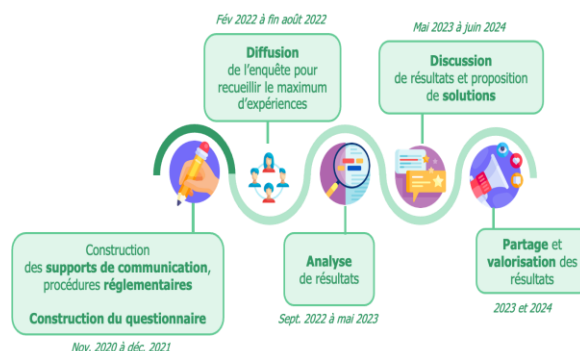 Fév 2022 à fin août 2022
Diffusion
de l'enquête pour
recueillir le maximum
d'expériences
Mai 2023 à juin 2024
Discussion
de résultats et proposition
de solutions
Construction
des supports de communication,
procédures réglementaires
Construction du questionnaire
Nov. 2020 à déc. 2021
Analyse
de résultats
Sept. 2022 à mai 2023
Partage et
valorisation des
résultats
2023 et 2024